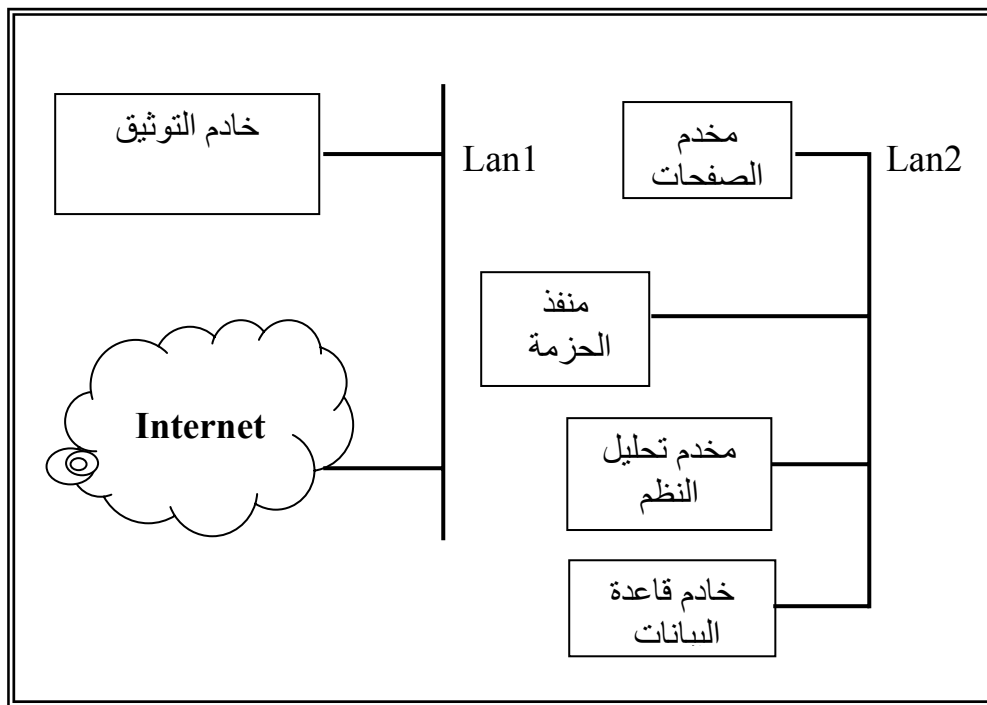 خادم التوثيق
Lan1
Internet
مخدم
الصفحات
Lan2
منفذ
الحزمة
مخدم تحليل
النظم
خادم قاعدة
البيانات